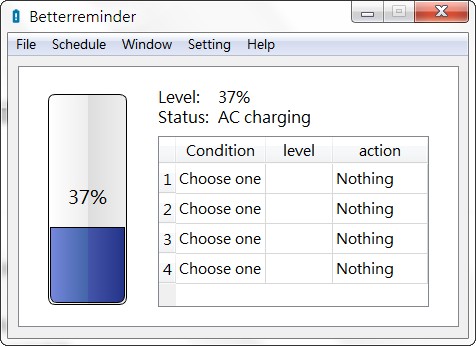 Betterreminder
File Schedule Window Setting Help
Level: 37%
Status: AC charging
37%
Condition level action
1 Choose one Nothing
2 Choose one Nothing
3 Choose one Nothing
4 Choose one Nothing